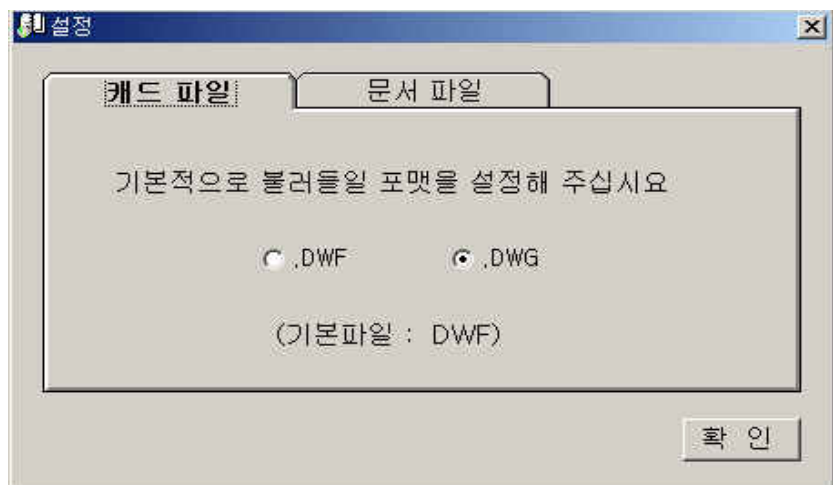 설정
캐드 파일 문서 파일
기본적으로 불러들일 포맷을 설정해 주십시요
.DWF .DWG
(기본파일 : DWF)
확 인